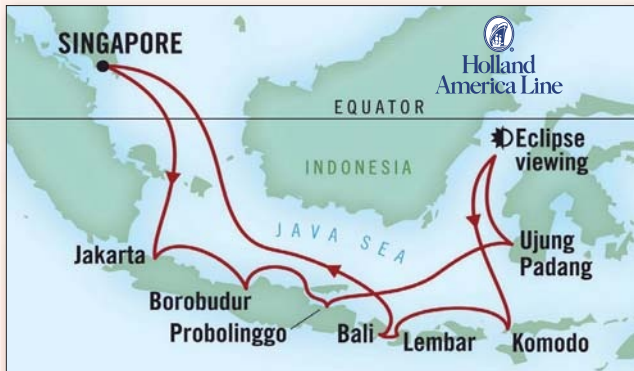 SINGAPORE
Holland
America Line
EQUATOR
Eclipse
viewing
INDONESIA
JAVA SEA
Ujung
Padang
Jakarta
Borobudur
Probolinggo
Bali
Lembar
Komodo